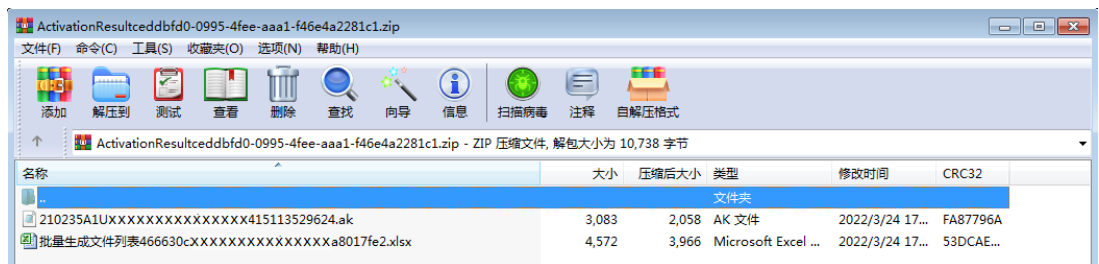 ActivationResultceddbfd0-0995-4fee-aaa1-f46e4a2281c1.zip
文件(F) 命令(C) 工具(S) 收藏夹(O) 选项(N) 帮助(H)
添加 解压到 测试 查看 删除 查找 向导 信息 扫描病毒 注释 自解压格式
ActivationResultceddbfd0-0995-4fee-aaa1-f46e4a2281c1.zip - ZIP 压缩文件, 解包大小为 10,738 字节
名称 大小 压缩后大小 类型 修改时间 CRC32
.. 文件夹
210235A1UXXXXXXXXXXXXXXX415113529624.ak 3,083 2,058 AK 文件 2022/3/24 17... FA87796A
批量生成文件列表466630cXXXXXXXXXXXXXXXXa8017fe2.xlsx 4,572 3,966 Microsoft Excel ... 2022/3/24 17... 53DCAE...